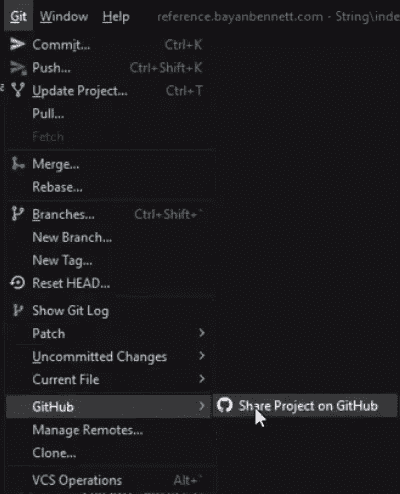 Git Window Help reference.bayanbennett.com - String\inde
Commit... Ctrl+K
Push... Ctrl+Shift+K
Update Project... Ctrl+T
Pull...
Fetch
Merge...
Rebase...
Branches... Ctrl+Shift+`
New Branch...
New Tag...
Reset HEAD...
Show Git Log
Patch
Uncommitted Changes
Current File
GitHub Share Project on GitHub
Manage Remotes...
Clone...
VCS Operations Alt+`